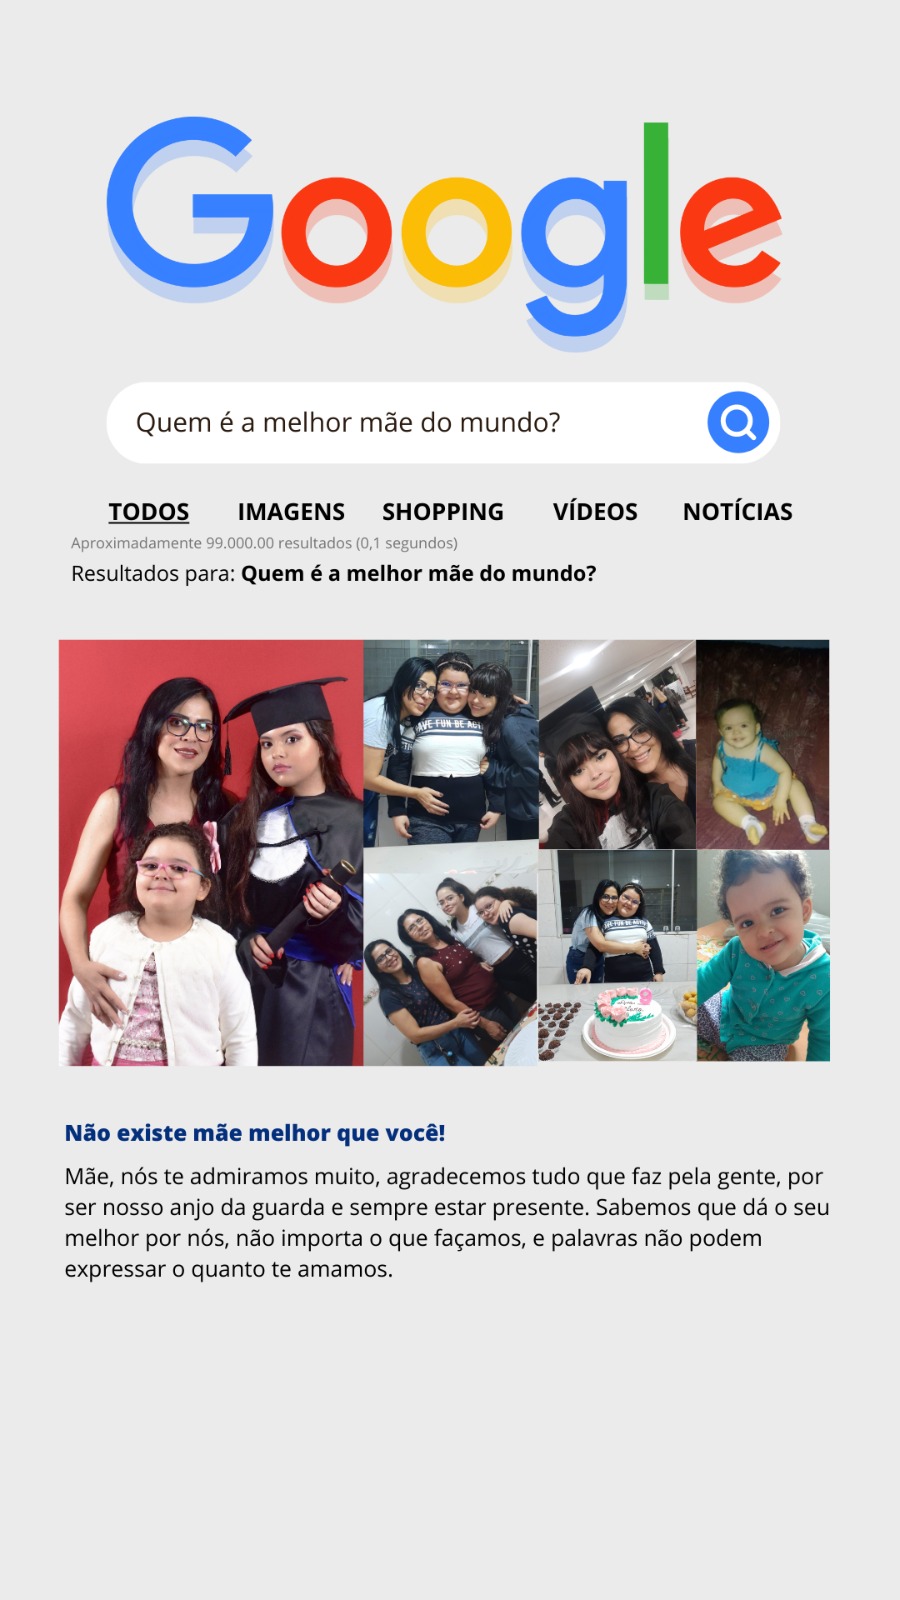 Google
Quem é a melhor mãe do mundo?
TODOS IMAGENS SHOPPING VÍDEOS NOTÍCIAS
Aproximadamente 99.000.00 resultados (0,1 segundos)
Resultados para: Quem é a melhor mãe do mundo?
Não existe mãe melhor que você!
Mãe, nós te admiramos muito, agradecemos tudo que faz pela gente, por
ser nosso anjo da guarda e sempre estar presente. Sabemos que dá o seu
melhor por nós, não importa o que façamos, e palavras não podem
expressar o quanto te amamos.